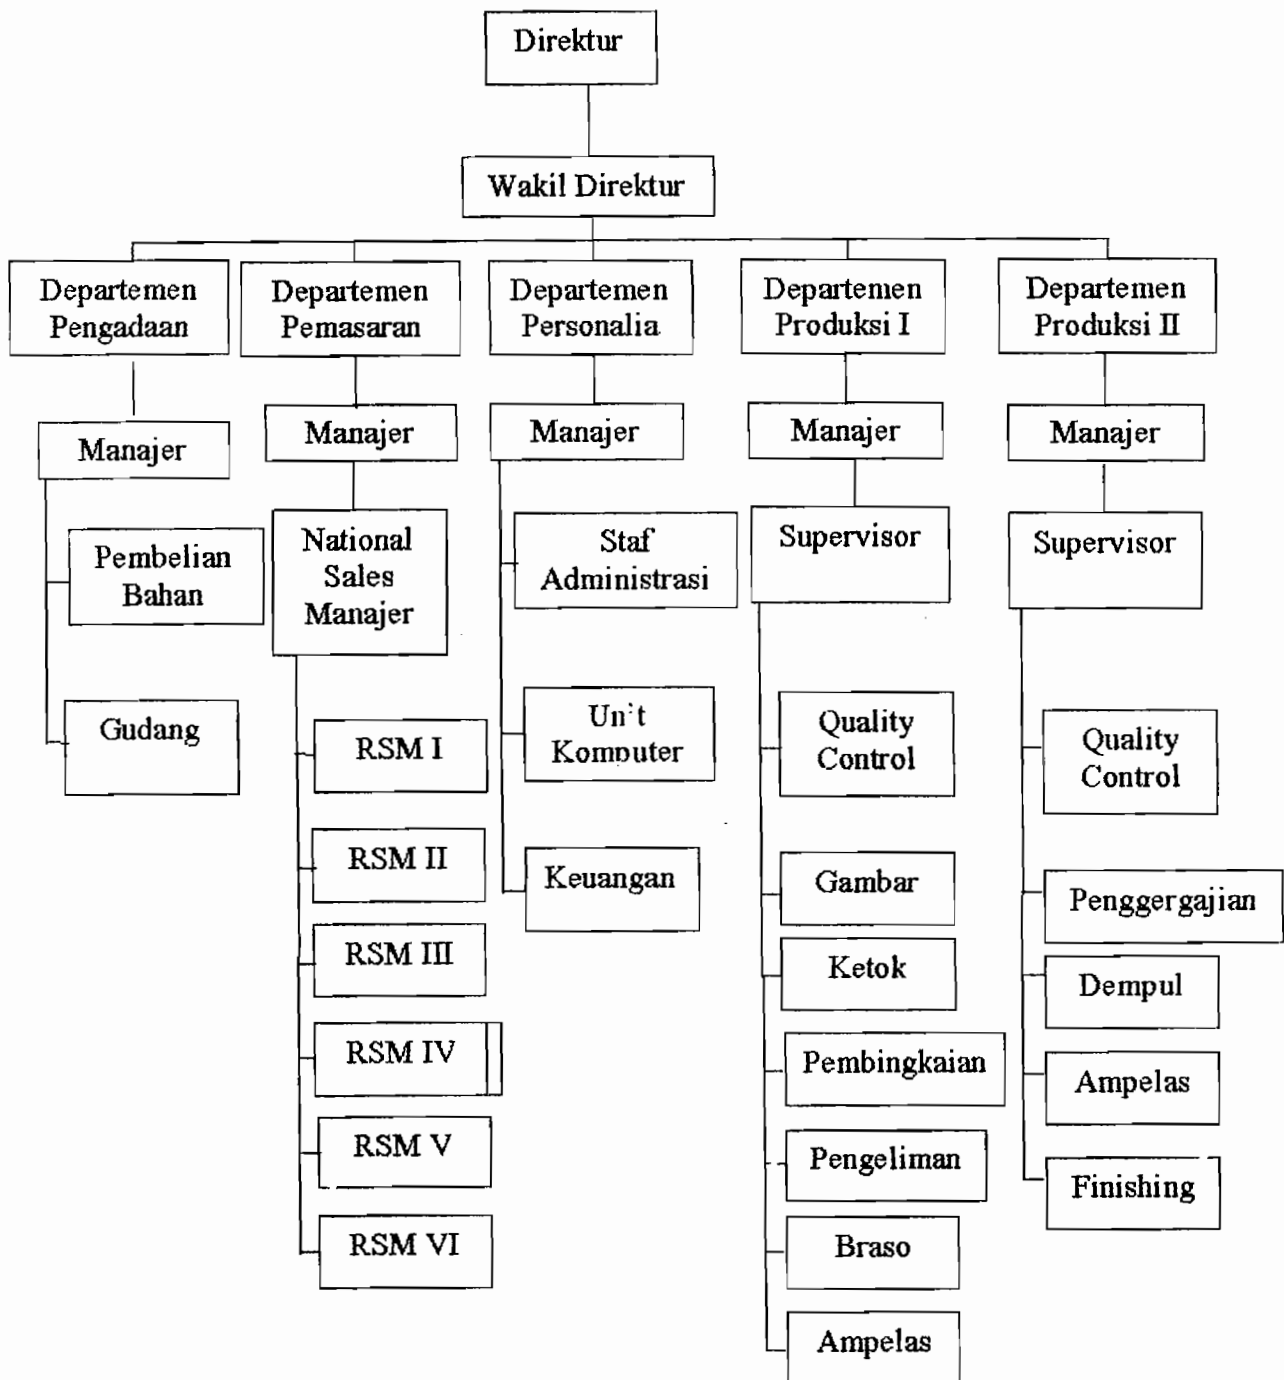 Direktur
Wakil Direktur
Departemen
Pengadaan
Departemen
Pemasaran
Departemen
Personalia
Departemen
Produksi I
Departemen
Produksi II
Manajer
Manajer
Manajer
Manajer
Manajer
Pembelian
Bahan
Gudang
National
Sales
Manajer
RSM I
RSM II
RSM III
RSM IV
RSM V
RSM VI
Staf
Administrasi
Unit
Komputer
Keuangan
Supervisor
Quality
Control
Gambar
Ketok
Pembingkaian
Pengeliman
Braso
Ampelas
Supervisor
Quality
Control
Penggergajian
Dempul
Ampelas
Finishing